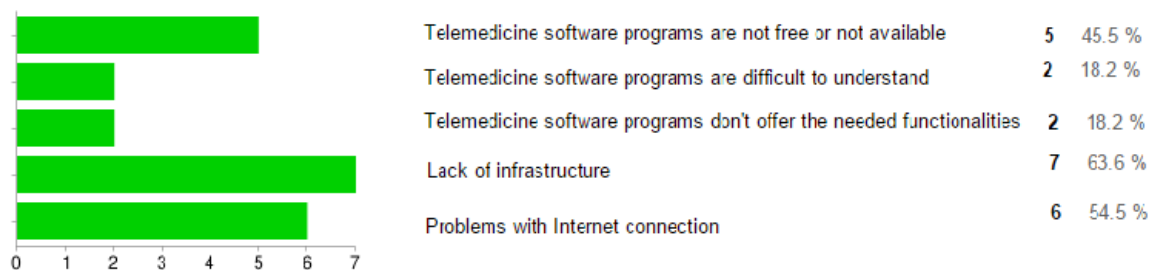 Telemedicine software programs are not free or not available 5 45.5 %
Telemedicine software programs are difficult to understand 2 18.2 %
Telemedicine software programs don't offer the needed functionalities 2 18.2 %
Lack of infrastructure 7 63.6 %
Problems with Internet connection 6 54.5 %
0 1 2 3 4 5 6 7